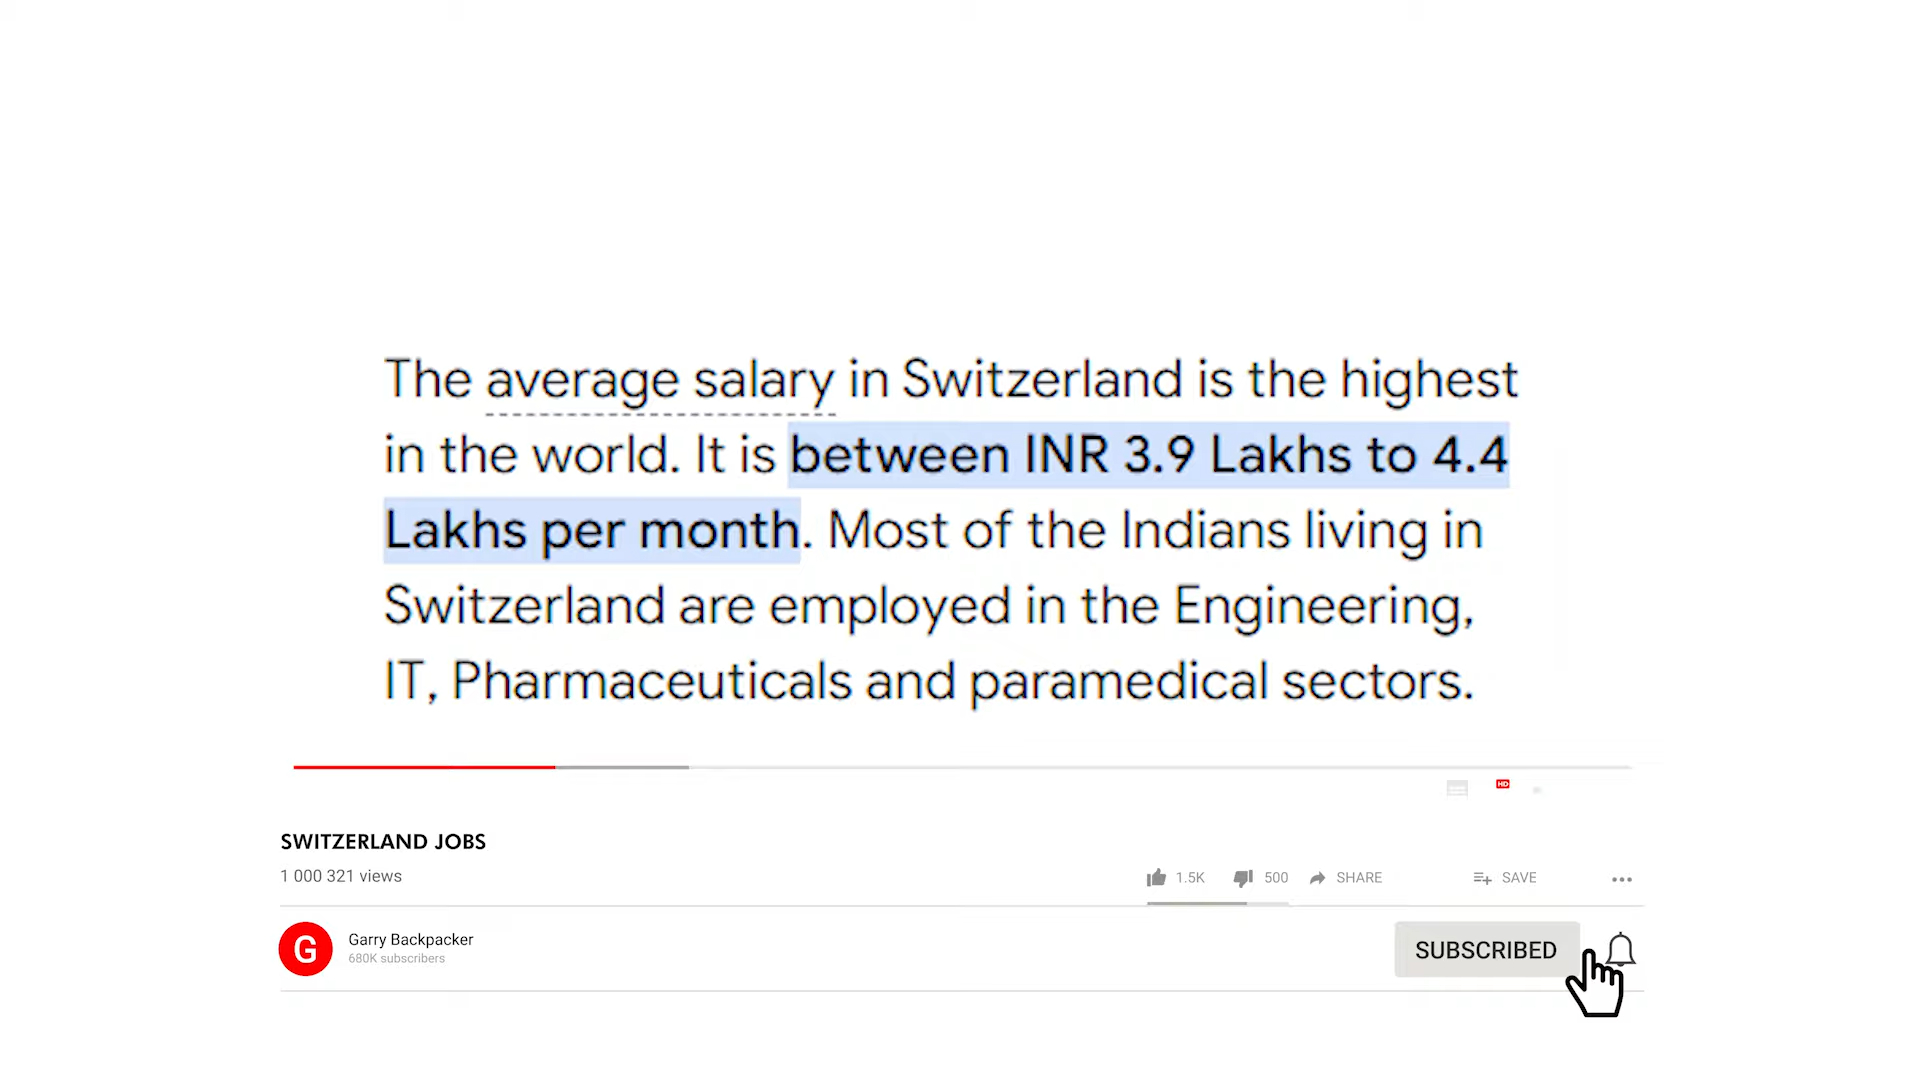 The average salary in Switzerland is the highest
in the world. It is between INR 3.9 Lakhs to 4.4
Lakhs per month. Most of the Indians living in
Switzerland are employed in the Engineering,
IT, Pharmaceuticals and paramedical sectors.
HD
SWITZERLAND JOBS
1 000 321 views
1.5K 500 SHARE SAVE
G
Garry Backpacker
680K subscribers
SUBSCRIBED